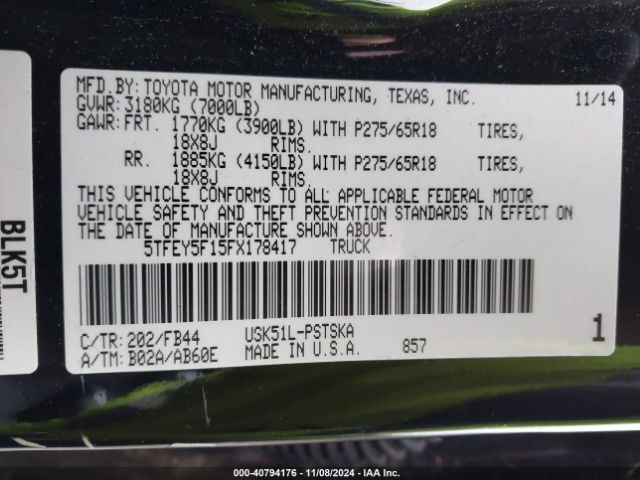 MFD.BY: TOYOTA MOTOR MANUFACTURING, TEXAS, INC. 11/14
GVWR: 3180KG (7000LB)
GAWR: FRT. 1770KG (3900LB) WITH P275/65R18 TIRES,
18X8J RIMS.
RR. 1885KG (4150LB) WITH P275/65R18 TIRES,
18X8J RIMS.
THIS VEHICLE CONFORMS TO ALL APPLICABLE FEDERAL MOTOR
VEHICLE SAFETY AND THEFT PREVENTION STANDARDS IN EFFECT ON
THE DATE OF MANUFACTURE SHOWN ABOVE.
5TFEY5F15FX178417 TRUCK
C/TR: 202/FB44 USK51L-PSTSKA
A/TM: B02A/AB60E MADE IN U.S.A. 857
1
BLK5T
000-40794176 - 11/08/2024 - IAA Inc.